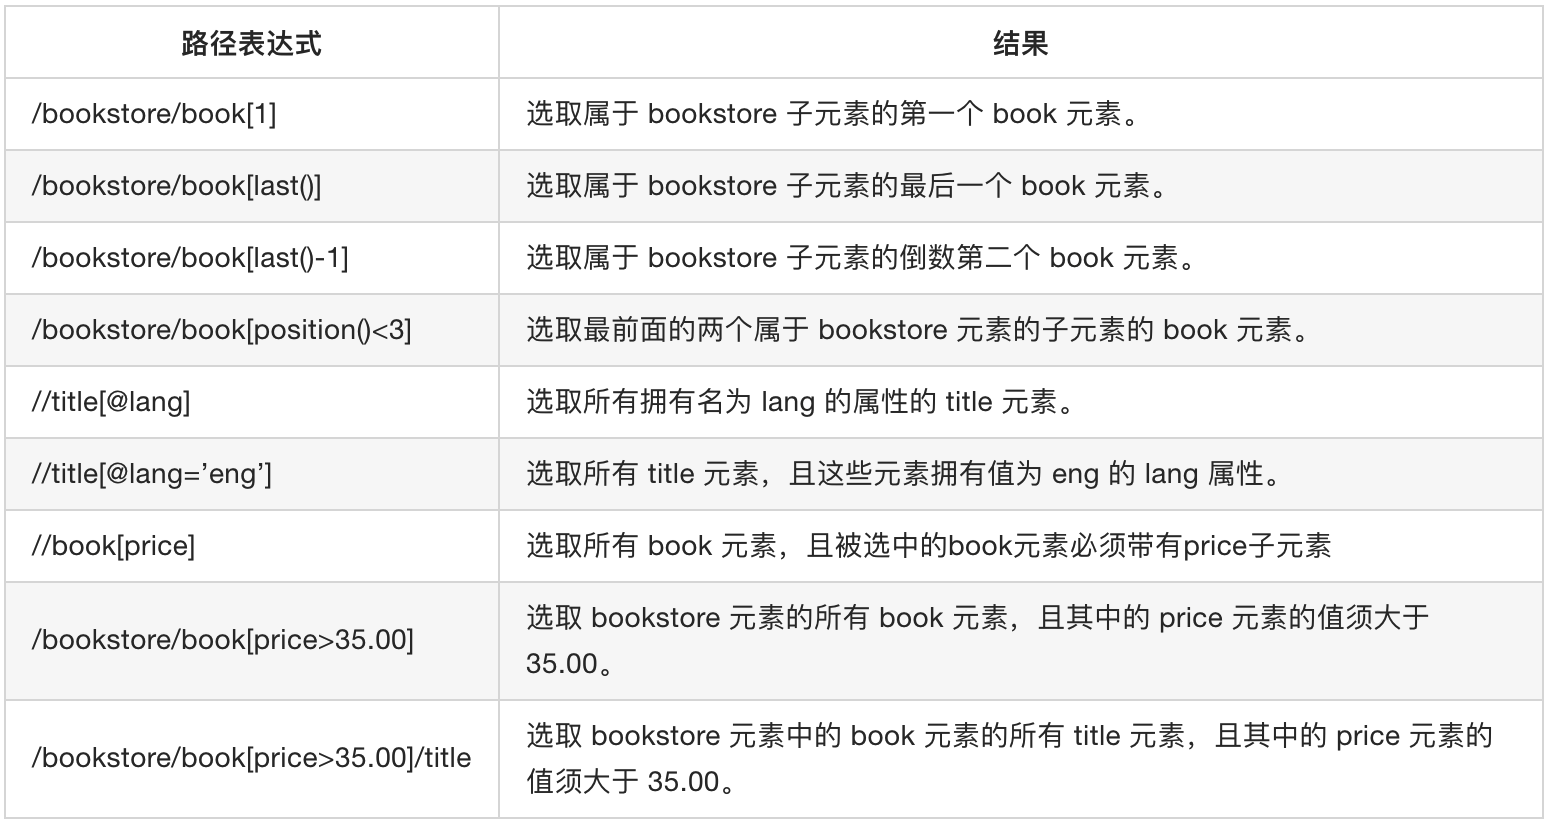 路径表达式
结果
/bookstore/book[1]
选取属于 bookstore 子元素的第一个 book 元素。
/bookstore/book[last()]
选取属于 bookstore 子元素的最后一个 book 元素。
/bookstore/book[last()-1]
选取属于 bookstore 子元素的倒数第二个 book 元素。
/bookstore/book[position()<3]
选取最前面的两个属于 bookstore 元素的子元素的 book 元素。
//title[@lang]
选取所有拥有名为 lang 的属性的 title 元素。
//title[@lang=’eng’]
选取所有 title 元素，且这些元素拥有值为 eng 的 lang 属性。
//book[price]
选取所有 book 元素，且被选中的book元素必须带有price子元素
/bookstore/book[price>35.00]
选取 bookstore 元素的所有 book 元素，且其中的 price 元素的值须大于
35.00。
/bookstore/book[price>35.00]/title
选取 bookstore 元素中的 book 元素的所有 title 元素，且其中的 price 元素的
值须大于 35.00。